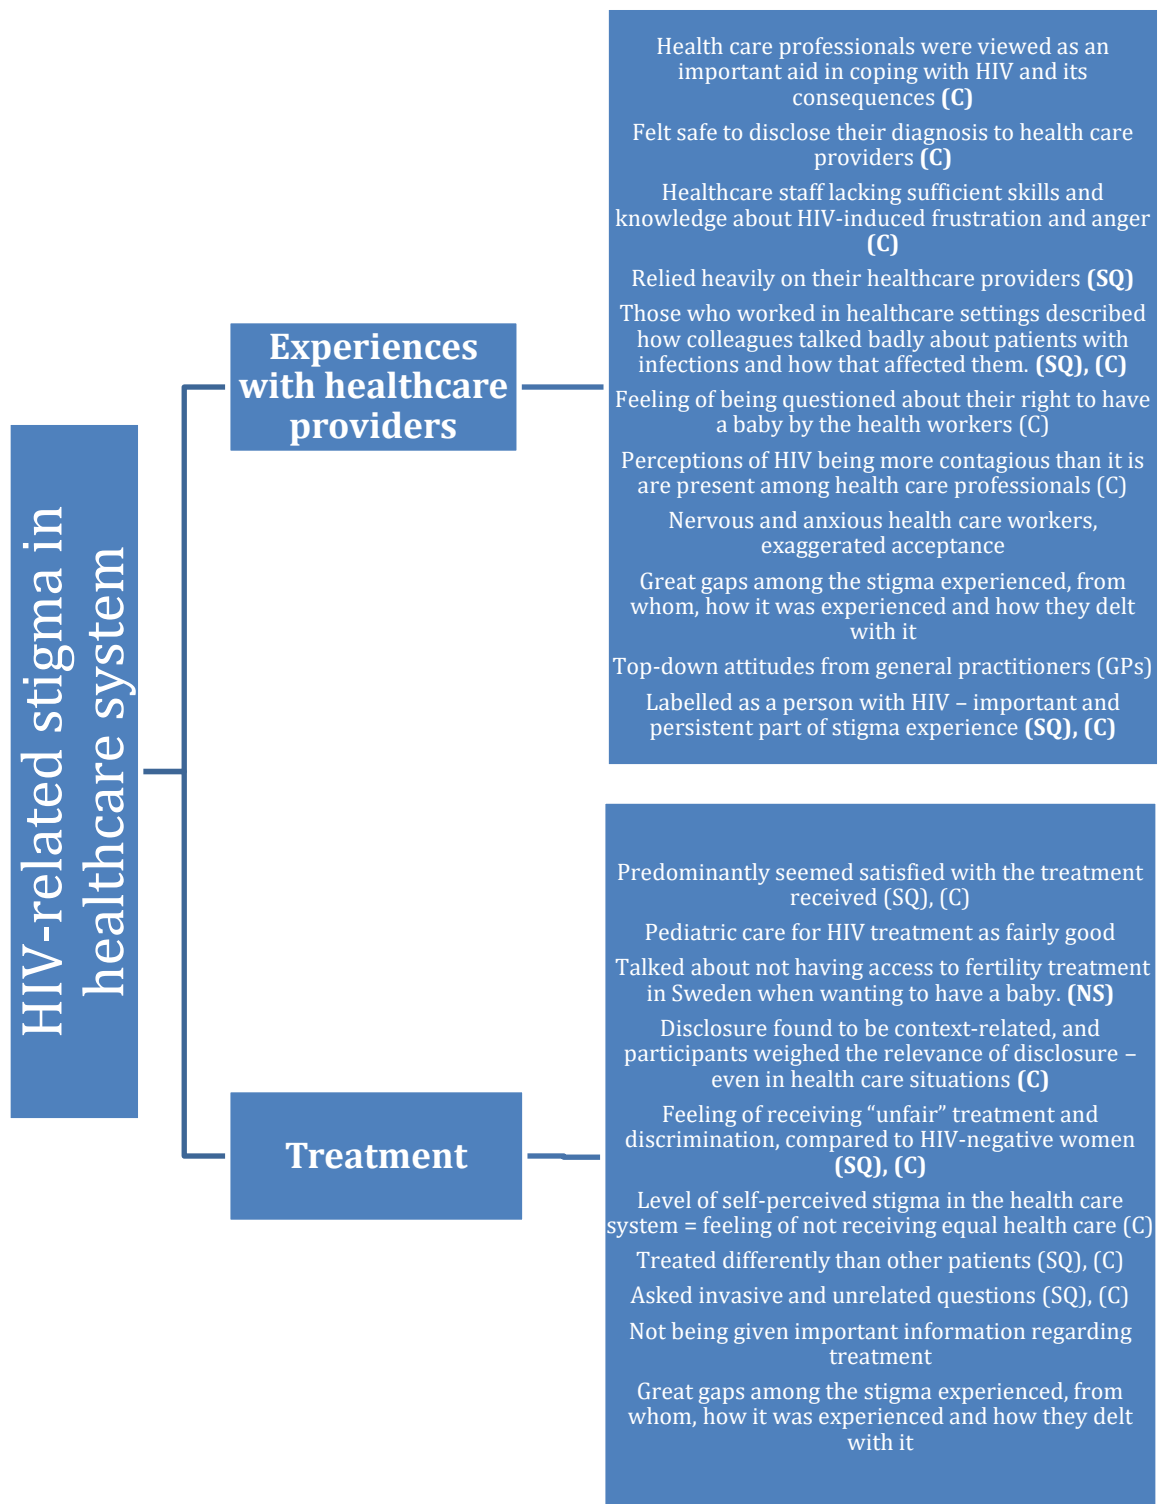 HIV-related stigma in
healthcare system
Experiences
with healthcare
providers
Health care professionals were viewed as an
important aid in coping with HIV and its
consequences (C)
Felt safe to disclose their diagnosis to health care
providers (C)
Healthcare staff lacking sufficient skills and
knowledge about HIV-induced frustration and anger
(C)
Relied heavily on their healthcare providers (SQ)
Those who worked in healthcare settings described
how colleagues talked badly about patients with
infections and how that affected them. (SQ), (C)
Feeling of being questioned about their right to have
a baby by the health workers (C)
Perceptions of HIV being more contagious than it is
are present among health care professionals (C)
Nervous and anxious health care workers,
exaggerated acceptance
Great gaps among the stigma experienced, from
whom, how it was experienced and how they delt
with it
Top-down attitudes from general practitioners (GPs)
Labelled as a person with HIV – important and
persistent part of stigma experience (SQ), (C)
Treatment
Predominantly seemed satisfied with the treatment
received (SQ), (C)
Pediatric care for HIV treatment as fairly good
Talked about not having access to fertility treatment
in Sweden when wanting to have a baby. (NS)
Disclosure found to be context-related, and
participants weighed the relevance of disclosure –
even in health care situations (C)
Feeling of receiving “unfair” treatment and
discrimination, compared to HIV-negative women
(SQ), (C)
Level of self-perceived stigma in the health care
system = feeling of not receiving equal health care (C)
Treated differently than other patients (SQ), (C)
Asked invasive and unrelated questions (SQ), (C)
Not being given important information regarding
treatment
Great gaps among the stigma experienced, from
whom, how it was experienced and how they delt
with it